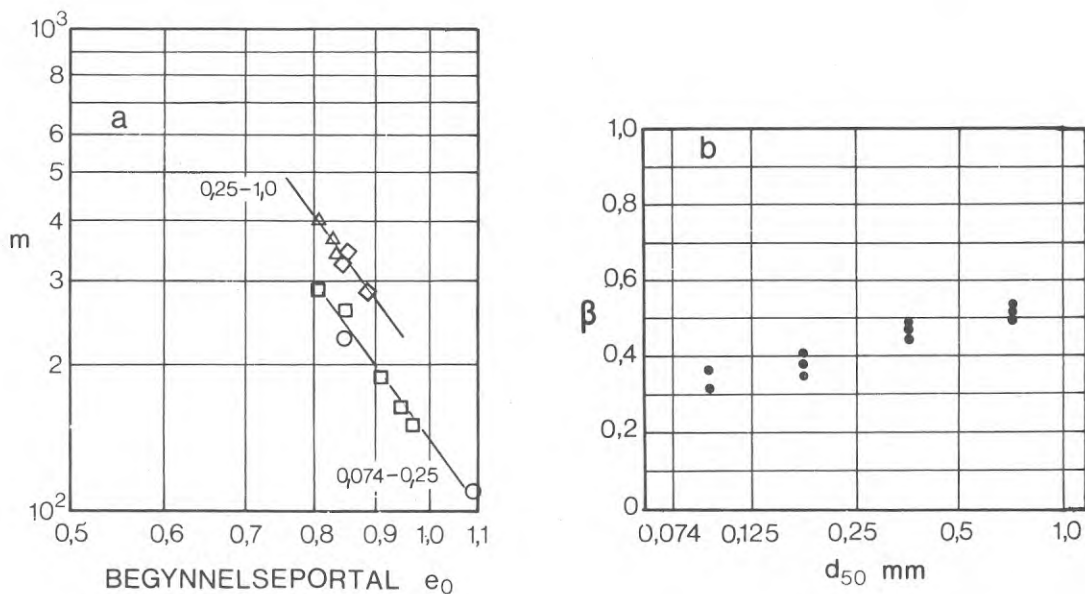 10³
8
6
5
4
3
2
10²
m
a
0,25–1,0
0,074–0,25
0,5 0,6 0,7 0,8 0,9 1,0 1,1
BEGYNNELSEPORTAL e₀
b
1,0
0,8
0,6
β
0,4
0,2
0
0,074 0,125 0,25 0,5 1,0
d₅₀ mm